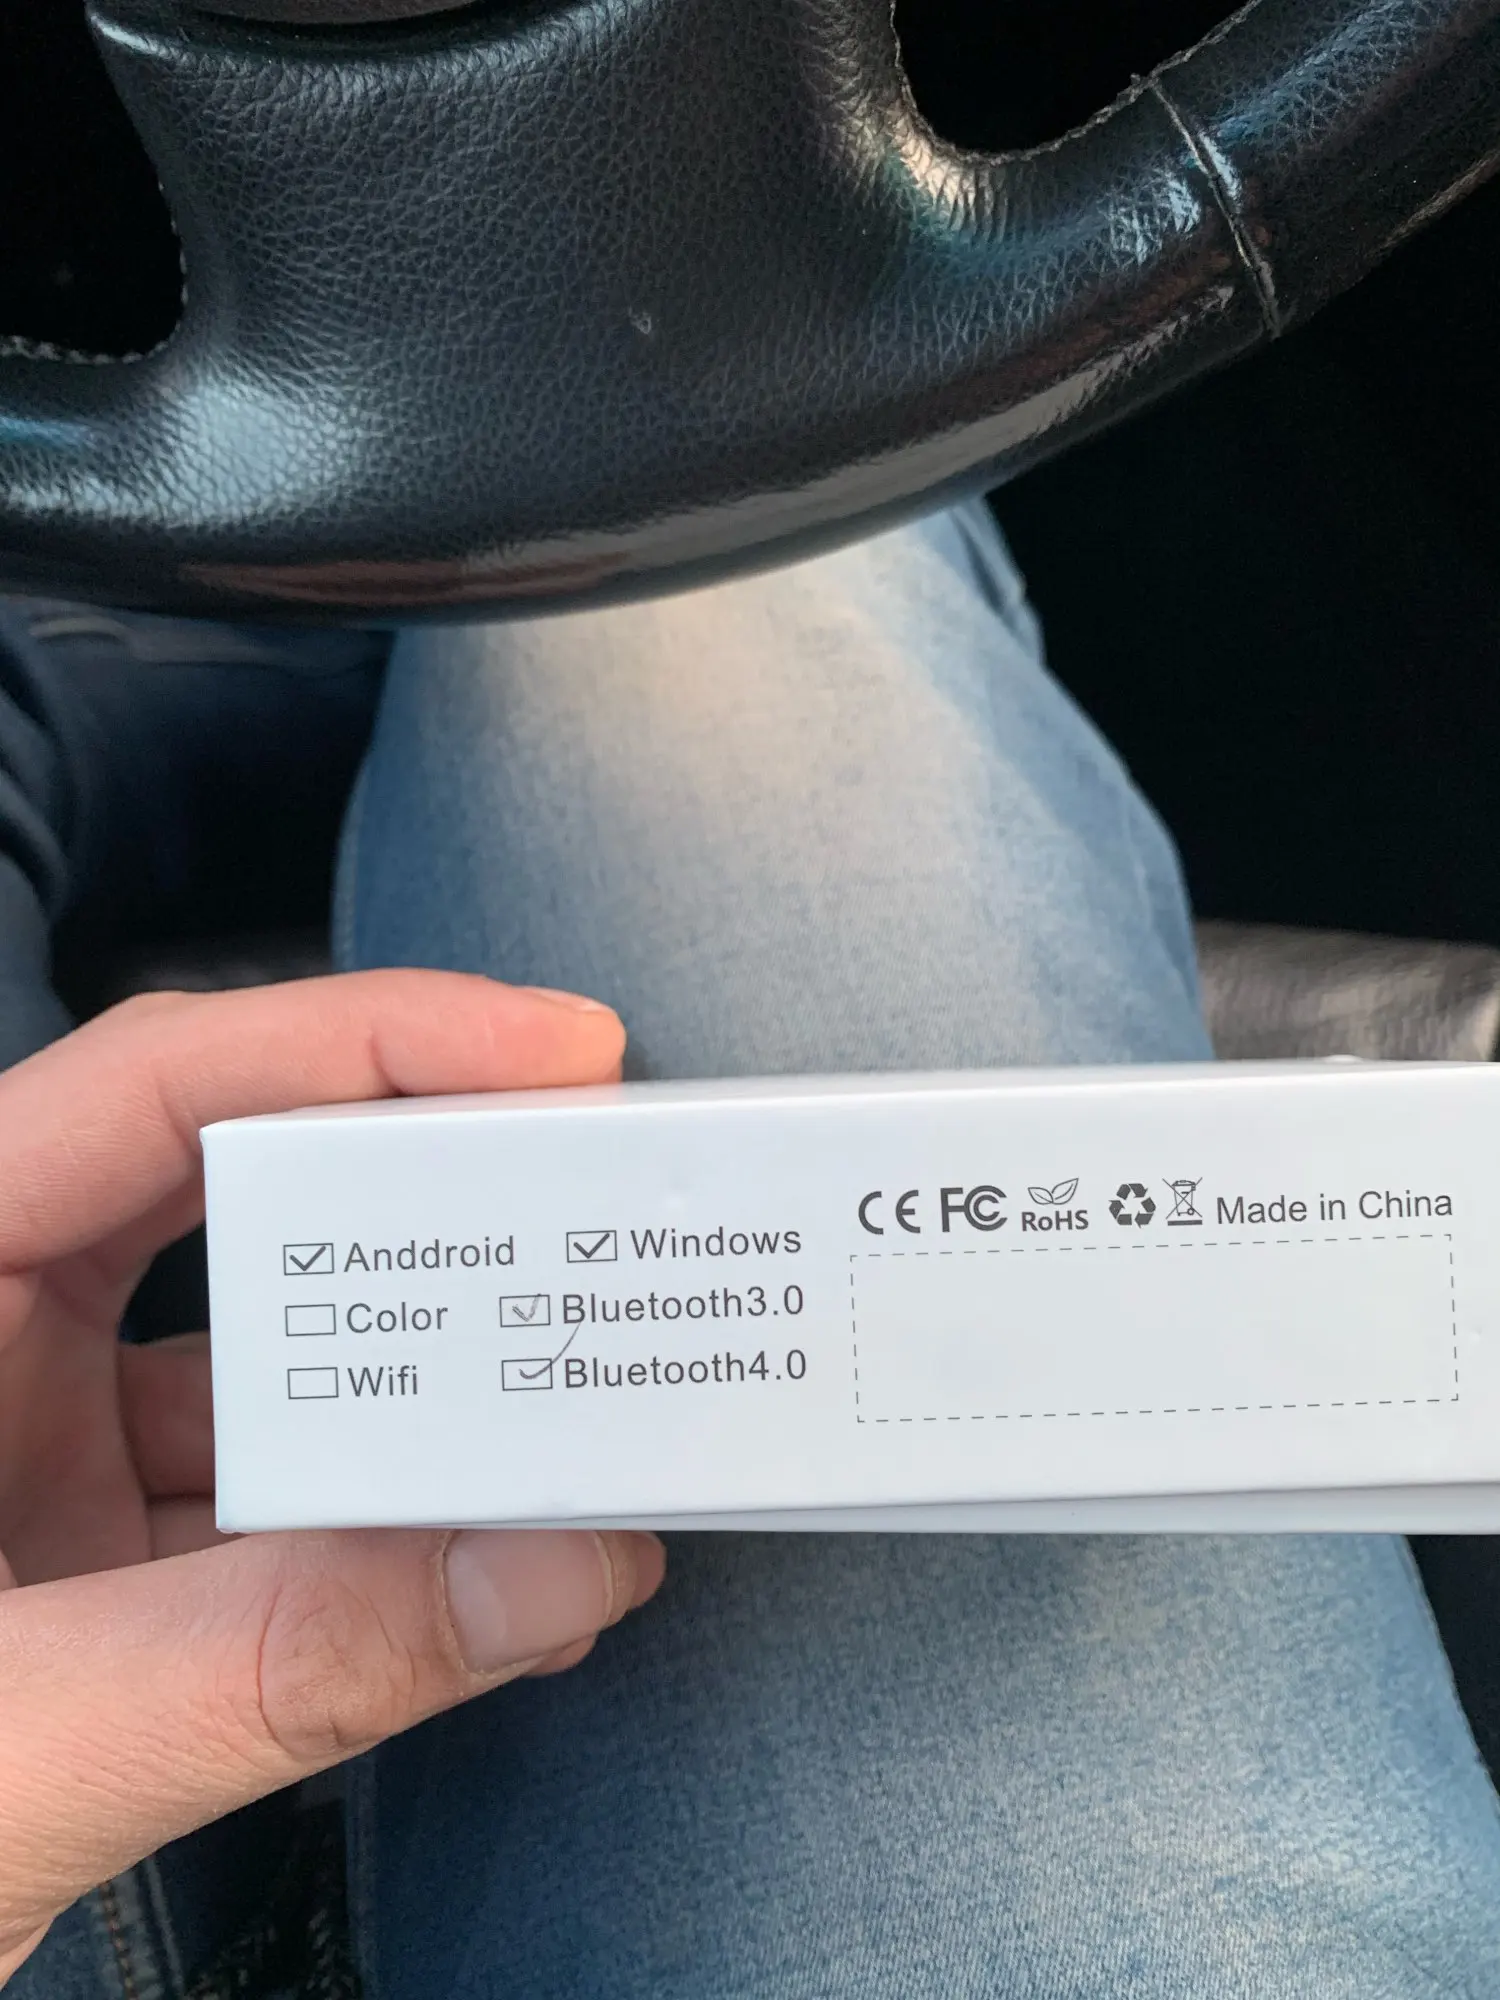 ☑ Anddroid ☑ Windows
☐ Color ☑ Bluetooth3.0
☐ Wifi ☑ Bluetooth4.0
CE FC RoHS Made in China